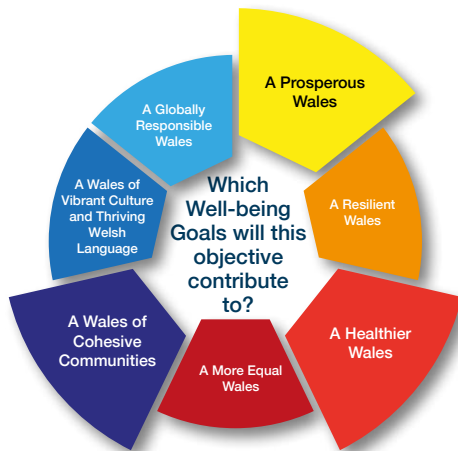 A Prosperous
Wales
A Resilient
Wales
A Healthier
Wales
A More Equal
Wales
A Wales of
Cohesive
Communities
A Wales of
Vibrant Culture
and Thriving
Welsh
Language
A Globally
Responsible
Wales
Which
Well-being
Goals will this
objective
contribute
to?